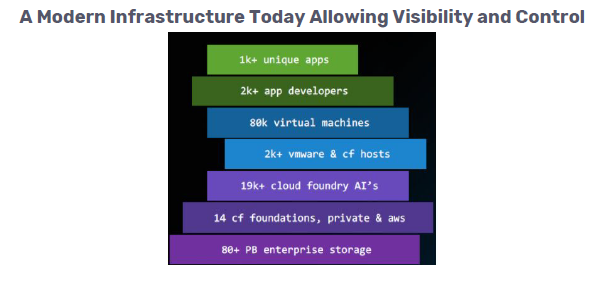 A Modern Infrastructure Today Allowing Visibility and Control
1k+ unique apps
2k+ app developers
80k virtual machines
2k+ vmware & cf hosts
19k+ cloud foundry AI's
14 cf foundations, private & aws
80+ PB enterprise storage